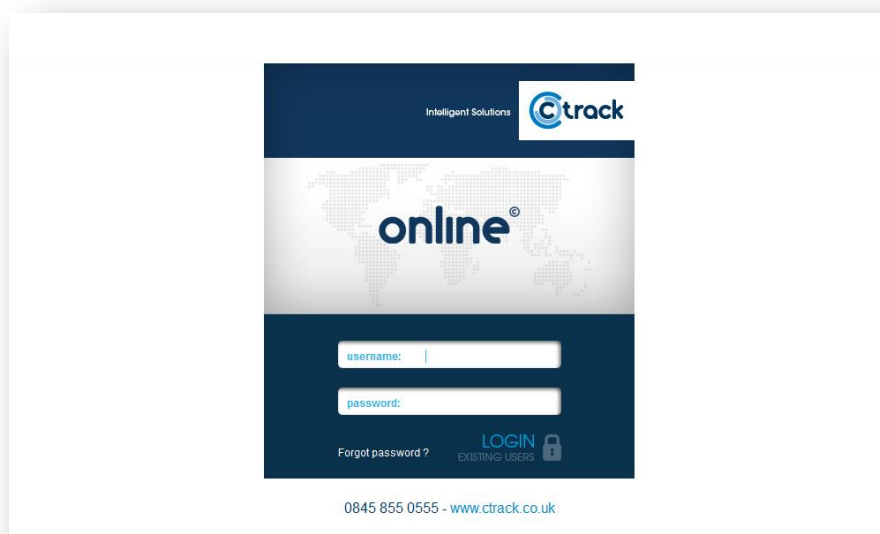 Intelligent Solutions
Ctrack
online©
username:
password:
Forgot password ?
LOGIN
EXISTING USERS
0845 855 0555 - www.ctrack.co.uk